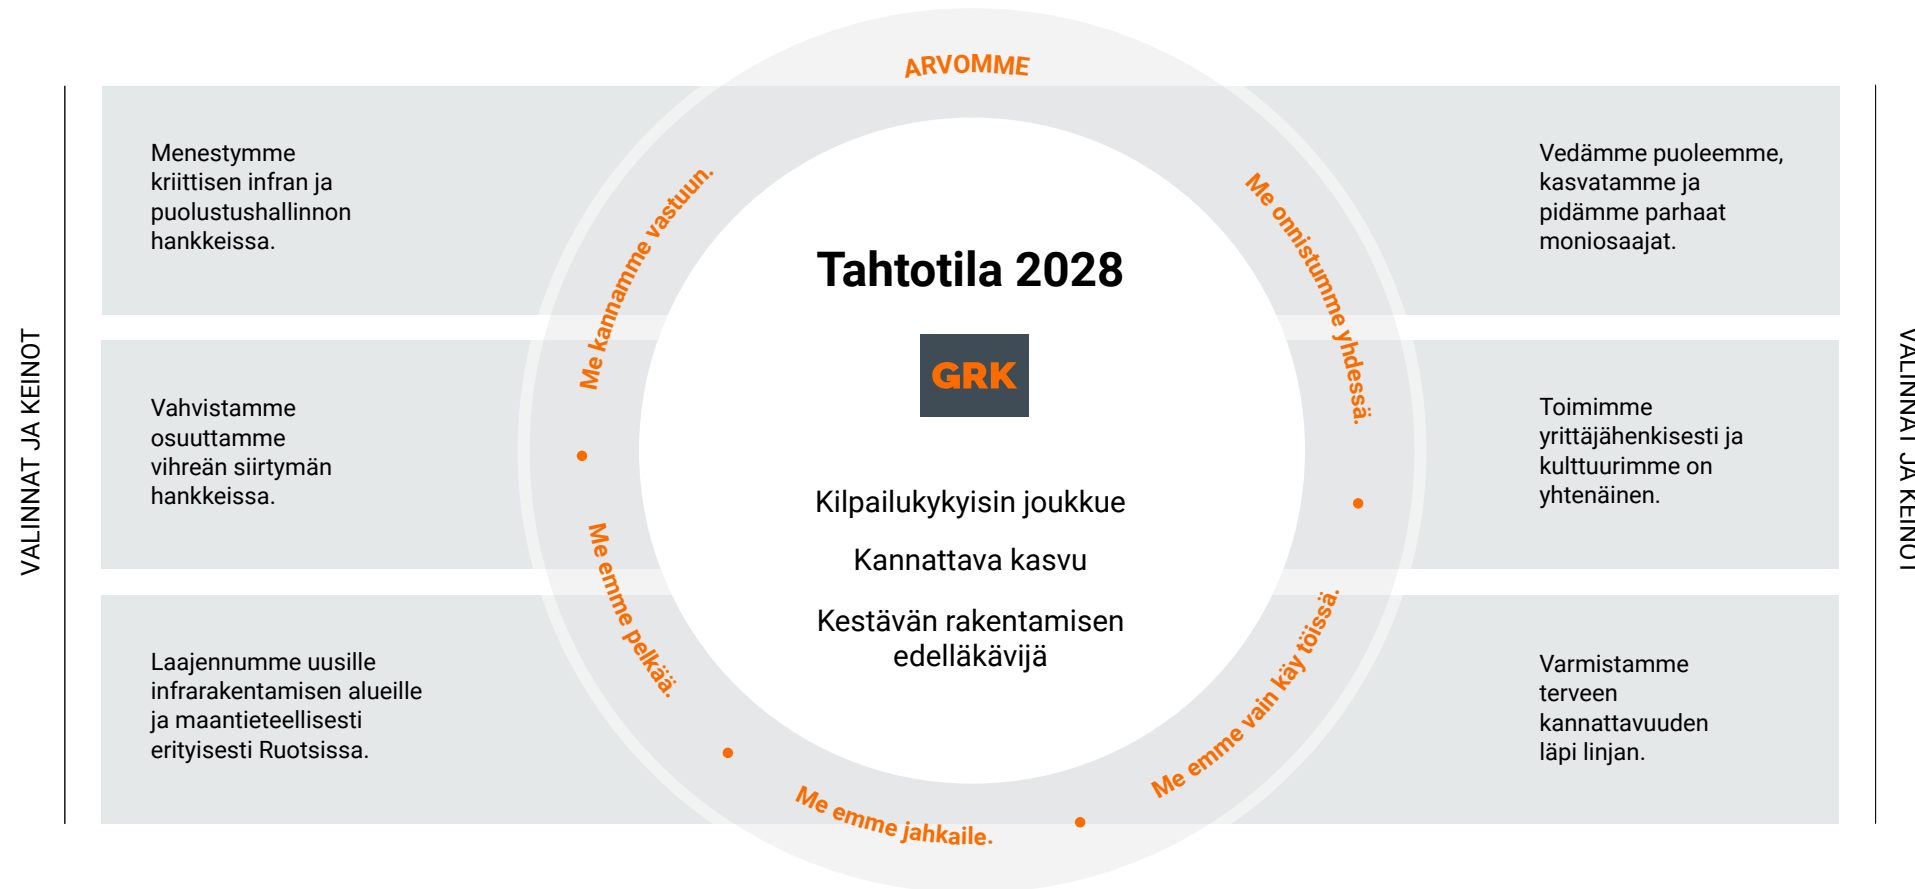 ARVOMME
VALINNAT JA KEINOT
Menestymme
kriittisen infran ja
puolustushallinnon
hankkeissa.
Vahvistamme
osuuttamme
vihreän siirtymän
hankkeissa.
Laajennumme uusille
infrarakentamisen alueille
ja maantieteellisesti
erityisesti Ruotsissa.
Me kannamme vastuun.
Me emme pelkää.
Me emme jahkaile.
Me emme vain käy töissä.
Me onnistumme yhdessä.
Tahtotila 2028
GRK
Kilpailukykyisin joukkue
Kannattava kasvu
Kestävän rakentamisen
edelläkävijä
Vedämme puoleemme,
kasvatamme ja
pidämme parhaat
moniosaajat.
Toimimme
yrittäjähenkisesti ja
kulttuurimme on
yhtenäinen.
Varmistamme
terveen
kannattavuuden
läpi linjan.
VALINNAT JA KEINOT